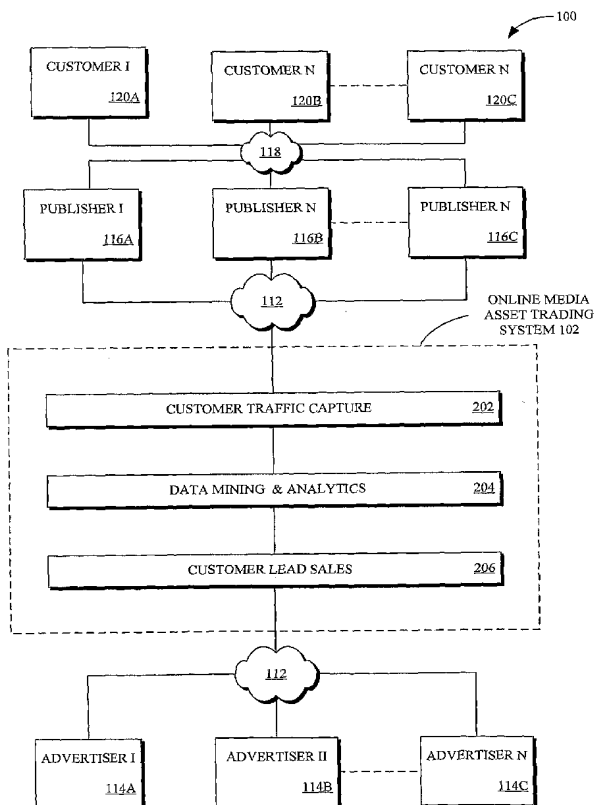 100
CUSTOMER I
120A
CUSTOMER N
120B
CUSTOMER N
120C
118
PUBLISHER I
116A
PUBLISHER N
116B
PUBLISHER N
116C
112
ONLINE MEDIA
ASSET TRADING
SYSTEM 102
CUSTOMER TRAFFIC CAPTURE 202
DATA MINING & ANALYTICS 204
CUSTOMER LEAD SALES 206
112
ADVERTISER I
114A
ADVERTISER II
114B
ADVERTISER N
114C